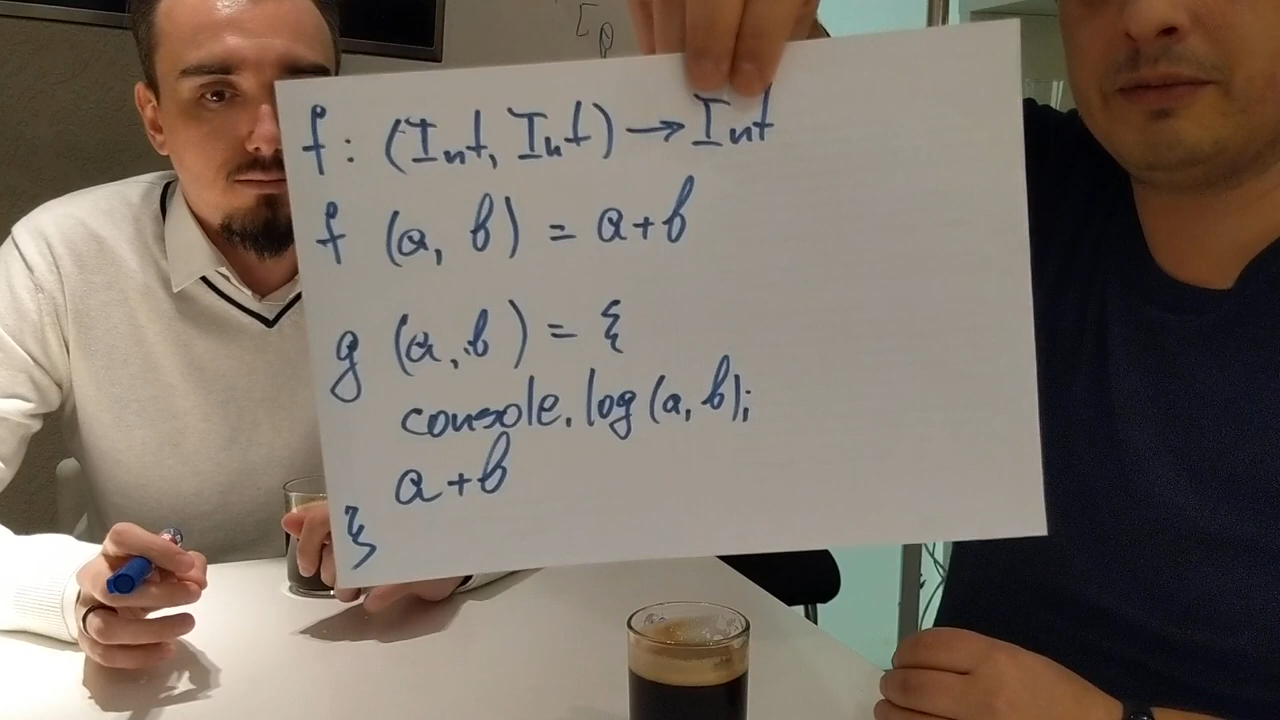 f: (Int, Int) → Int
f (a, b) = a+b
g (a, b) = {
console.log(a, b);
a+b
}